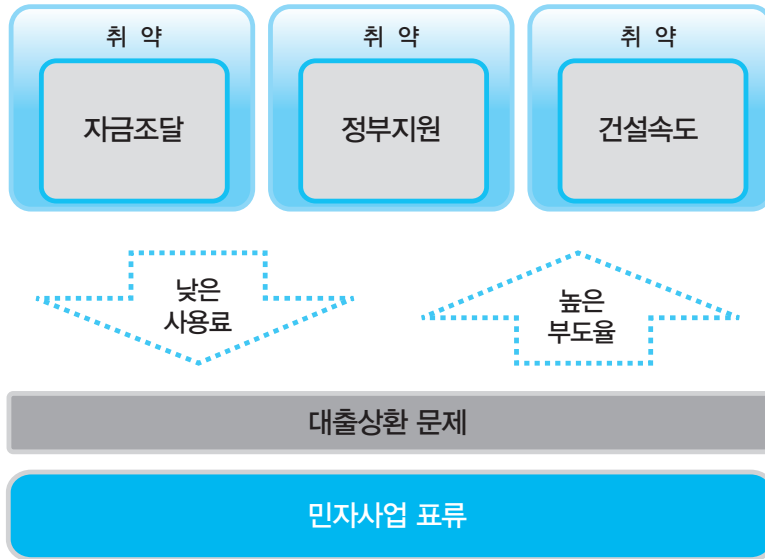 취 약
자금조달
취 약
정부지원
취 약
건설속도
낮은
사용료
높은
부도율
대출상환 문제
민자사업 표류